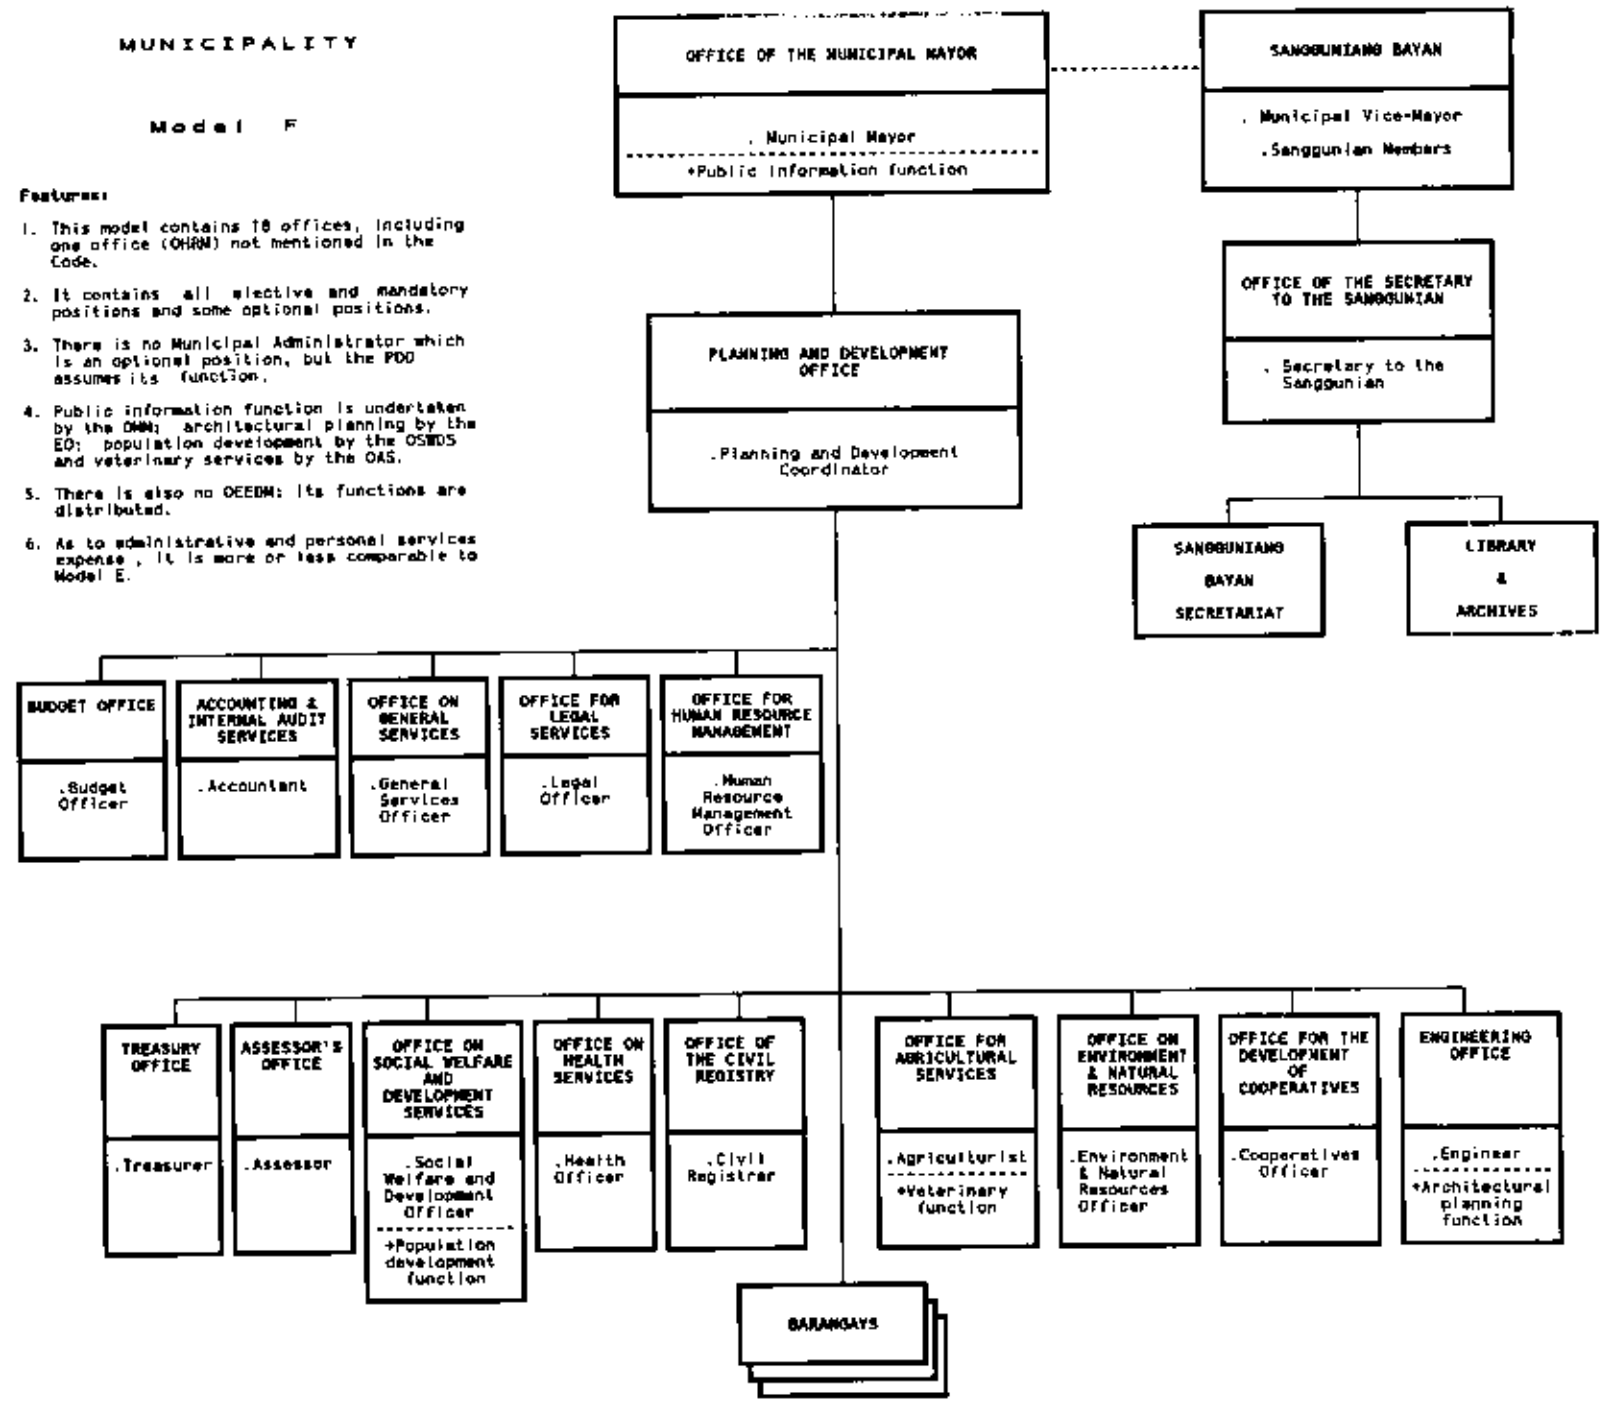 MUNICIPALITY
Model F
Features:
1. This model contains 18 offices, including
one office (OHRM) not mentioned in the
Code.
2. It contains all elective and mandatory
positions and some optional positions.
3. There is no Municipal Administrator which
is an optional position, but the PDO
assumes its function.
4. Public information function is undertaken
by the OMM; architectural planning by the
EO; population development by the OSWDS
and veterinary services by the OAS.
5. There is also no OEEDM; its functions are
distributed.
6. As to administrative and personal services
expense , it is more or less comparable to
Model E.
OFFICE OF THE MUNICIPAL MAYOR
. Municipal Mayor
+Public information function
SANGGUNIANG BAYAN
. Municipal Vice-Mayor
.Sanggunian Members
OFFICE OF THE SECRETARY
TO THE SANGGUNIAN
. Secretary to the
Sanggunian
PLANNING AND DEVELOPMENT
OFFICE
.Planning and Development
Coordinator
SANGGUNIANG
BAYAN
SECRETARIAT
LIBRARY
&
ARCHIVES
BUDGET OFFICE
.Budget
Officer
ACCOUNTING &
INTERNAL AUDIT
SERVICES
.Accountant
OFFICE ON
GENERAL
SERVICES
.General
Services
Officer
OFFICE FOR
LEGAL
SERVICES
.Legal
Officer
OFFICE FOR
HUMAN RESOURCE
MANAGEMENT
.Human
Resource
Management
Officer
TREASURY
OFFICE
.Treasurer
ASSESSOR'S
OFFICE
.Assessor
OFFICE ON
SOCIAL WELFARE
AND
DEVELOPMENT
SERVICES
.Social
Welfare and
Development
Officer
+Population
development
function
OFFICE ON
HEALTH
SERVICES
.Health
Officer
OFFICE OF
THE CIVIL
REGISTRY
.Civil
Registrar
OFFICE FOR
AGRICULTURAL
SERVICES
.Agriculturist
+Veterinary
function
OFFICE ON
ENVIRONMENT
& NATURAL
RESOURCES
.Environment
& Natural
Resources
Officer
OFFICE FOR THE
DEVELOPMENT
OF
COOPERATIVES
.Cooperatives
Officer
ENGINEERING
OFFICE
.Engineer
+Architectural
planning
function
BARANGAYS